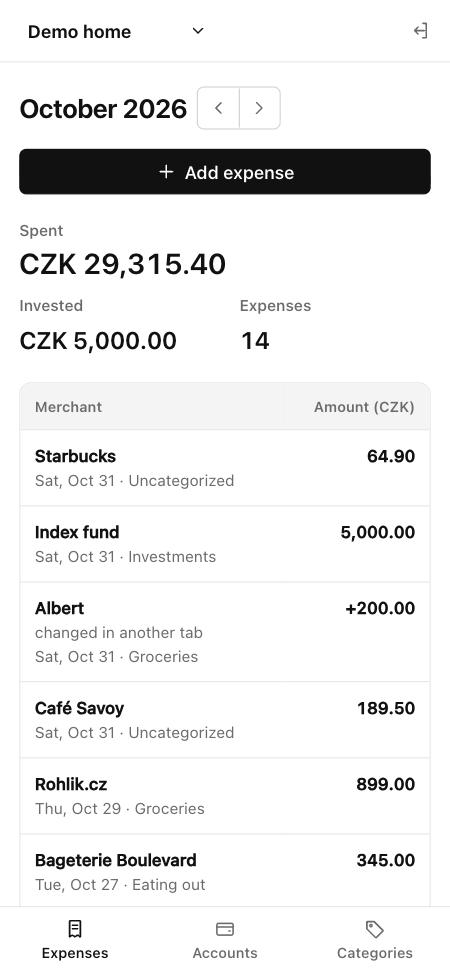 Demo home
October 2026
Add expense
Spent
CZK 29,315.40
Invested
Expenses
CZK 5,000.00
14
Merchant
Amount (CZK)
Starbucks
64.90
Sat, Oct 31 · Uncategorized
Index fund
5,000.00
Sat, Oct 31 · Investments
Albert
+200.00
changed in another tab
Sat, Oct 31 · Groceries
Café Savoy
189.50
Sat, Oct 31 · Uncategorized
Rohlik.cz
899.00
Thu, Oct 29 · Groceries
Bageterie Boulevard
345.00
Tue, Oct 27 · Eating out
Expenses
Accounts
Categories